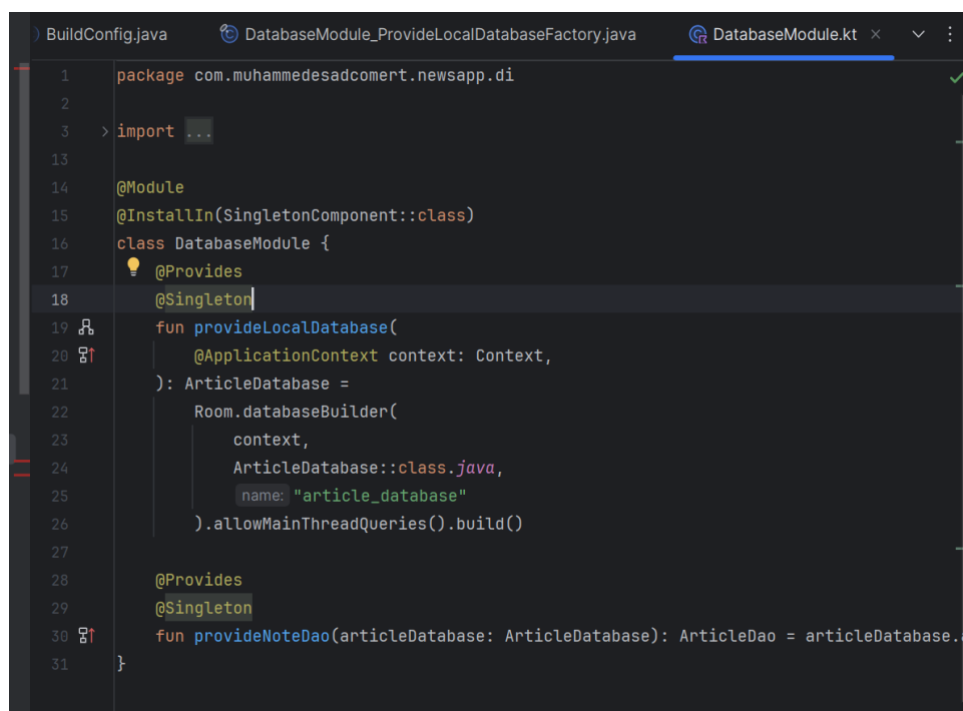 BuildConfig.java DatabaseModule_ProvideLocalDatabaseFactory.java DatabaseModule.kt
1 package com.muhammedesadcomert.newsapp.di
2
3 import ...
13
14 @Module
15 @InstallIn(SingletonComponent::class)
16 class DatabaseModule {
17 @Provides
18 @Singleton
19 fun provideLocalDatabase(
20 @ApplicationContext context: Context,
21 ): ArticleDatabase =
22 Room.databaseBuilder(
23 context,
24 ArticleDatabase::class.java,
25 name: "article_database"
26 ).allowMainThreadQueries().build()
27
28 @Provides
29 @Singleton
30 fun provideNoteDao(articleDatabase: ArticleDatabase): ArticleDao = articleDatabase.
31 }